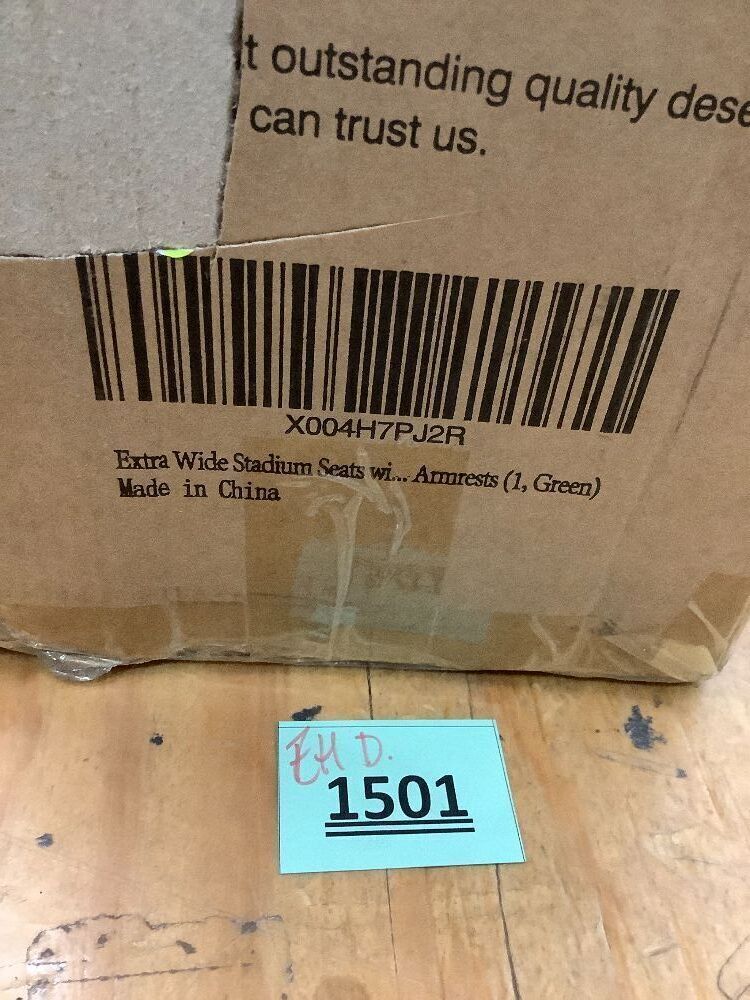 t outstanding quality dese
can trust us.
X004H7PJ2R
Extra Wide Stadium Seats wi... Armrests (1, Green)
Made in China
EH D.
1501